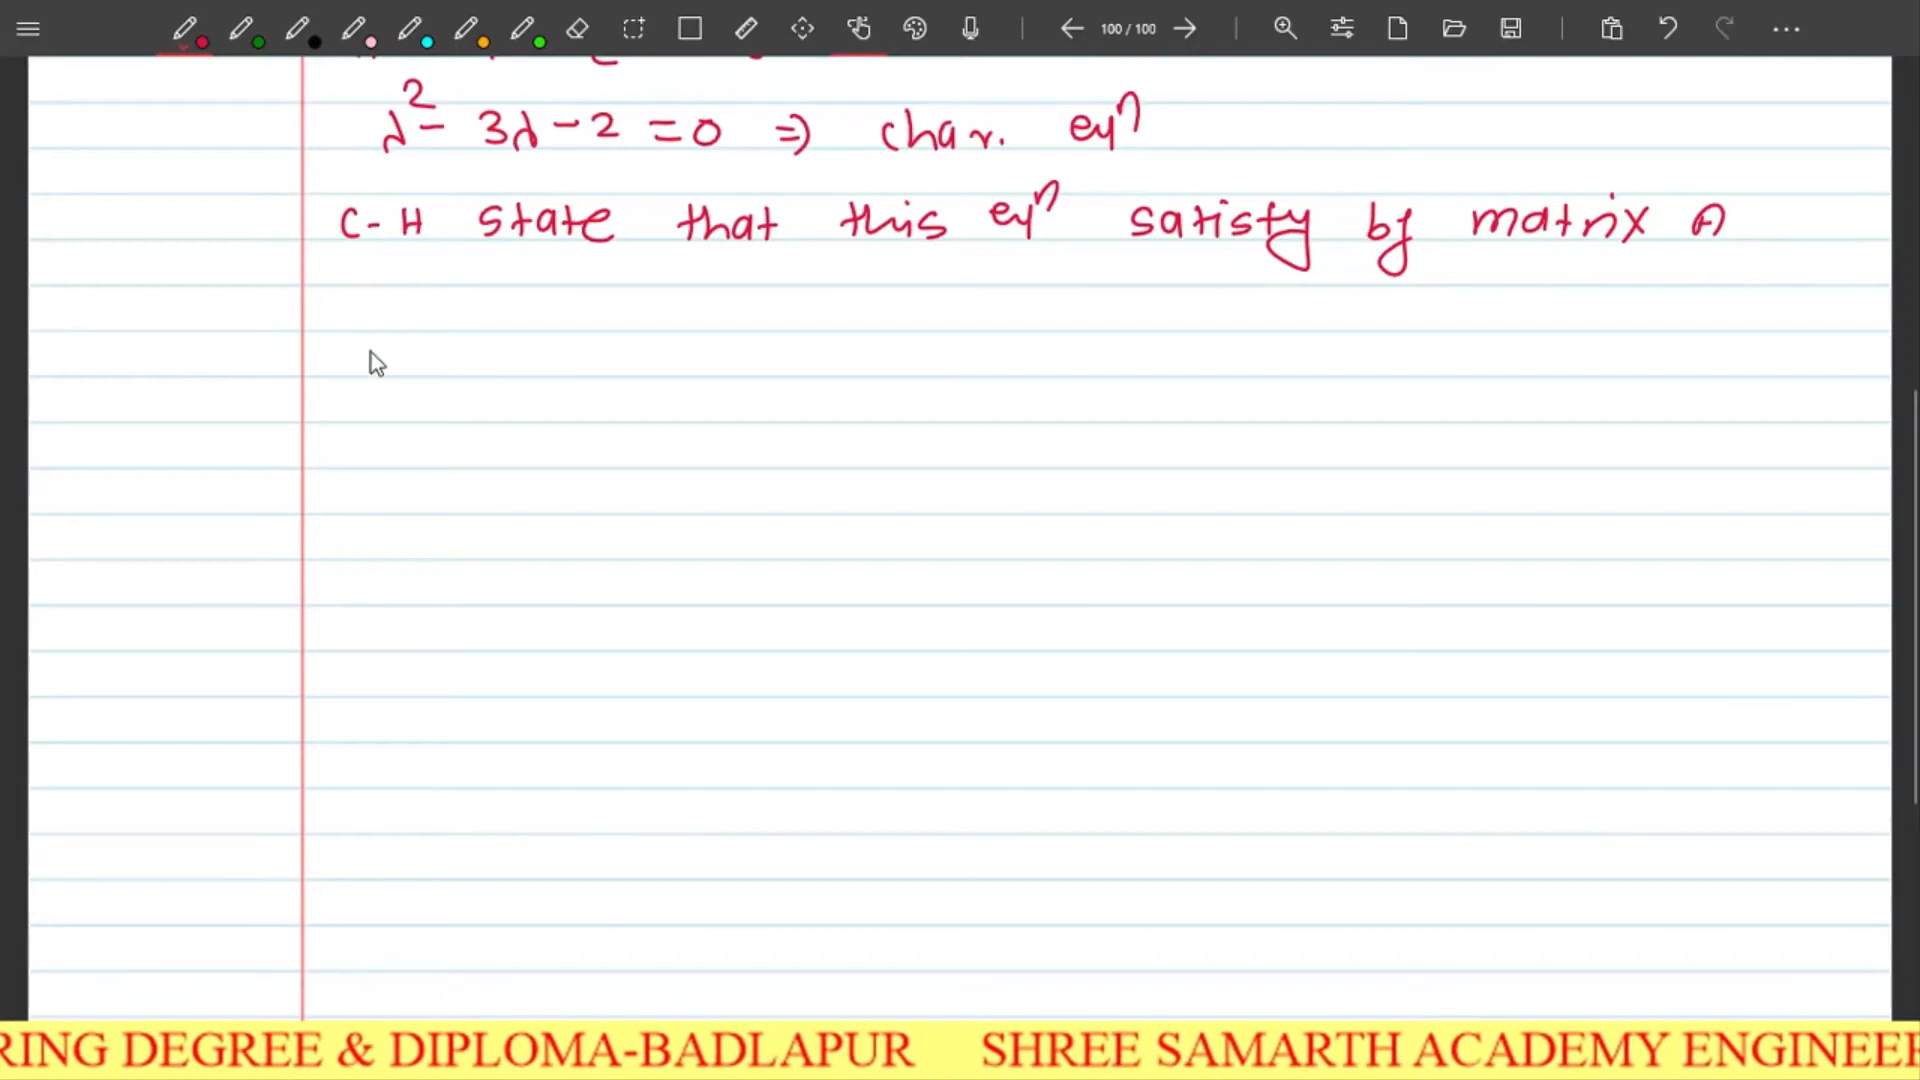 100 / 100
λ² - 3λ - 2 = 0 ⇒ char. eqⁿ
C-H state that this eqⁿ satisfy by matrix A
RING DEGREE & DIPLOMA-BADLAPUR SHREE SAMARTH ACADEMY ENGINEER